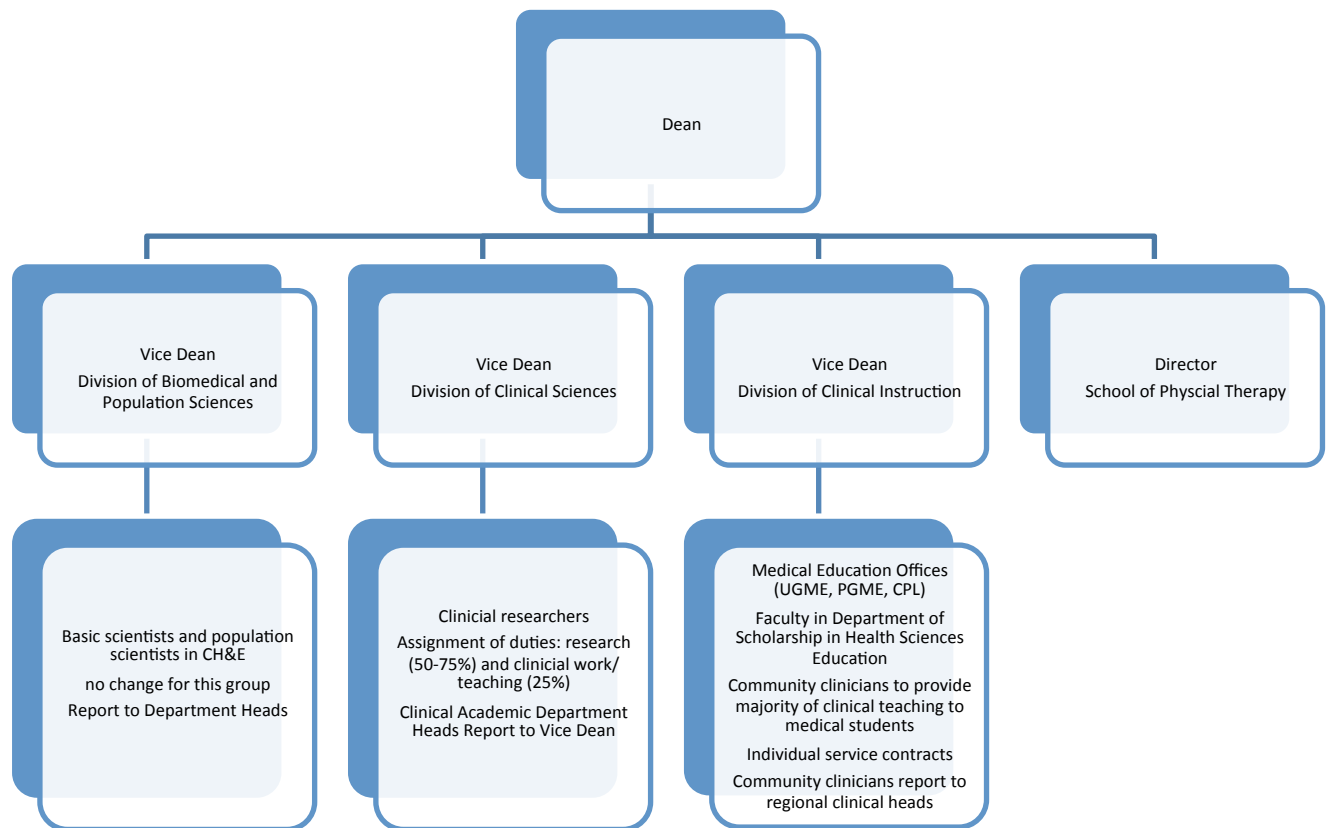 Dean
Vice Dean
Division of Biomedical and
Population Sciences
Vice Dean
Division of Clinical Sciences
Vice Dean
Division of Clinical Instruction
Director
School of Physcial Therapy
Basic scientists and population
scientists in CH&E
no change for this group
Report to Department Heads
Clinicial researchers
Assignment of duties: research
(50-75%) and clinicial work/
teaching (25%)
Clinical Academic Department
Heads Report to Vice Dean
Medical Education Offices
(UGME, PGME, CPL)
Faculty in Department of
Scholarship in Health Sciences
Education
Community clinicians to provide
majority of clinical teaching to
medical students
Individual service contracts
Community clinicians report to
regional clinical heads